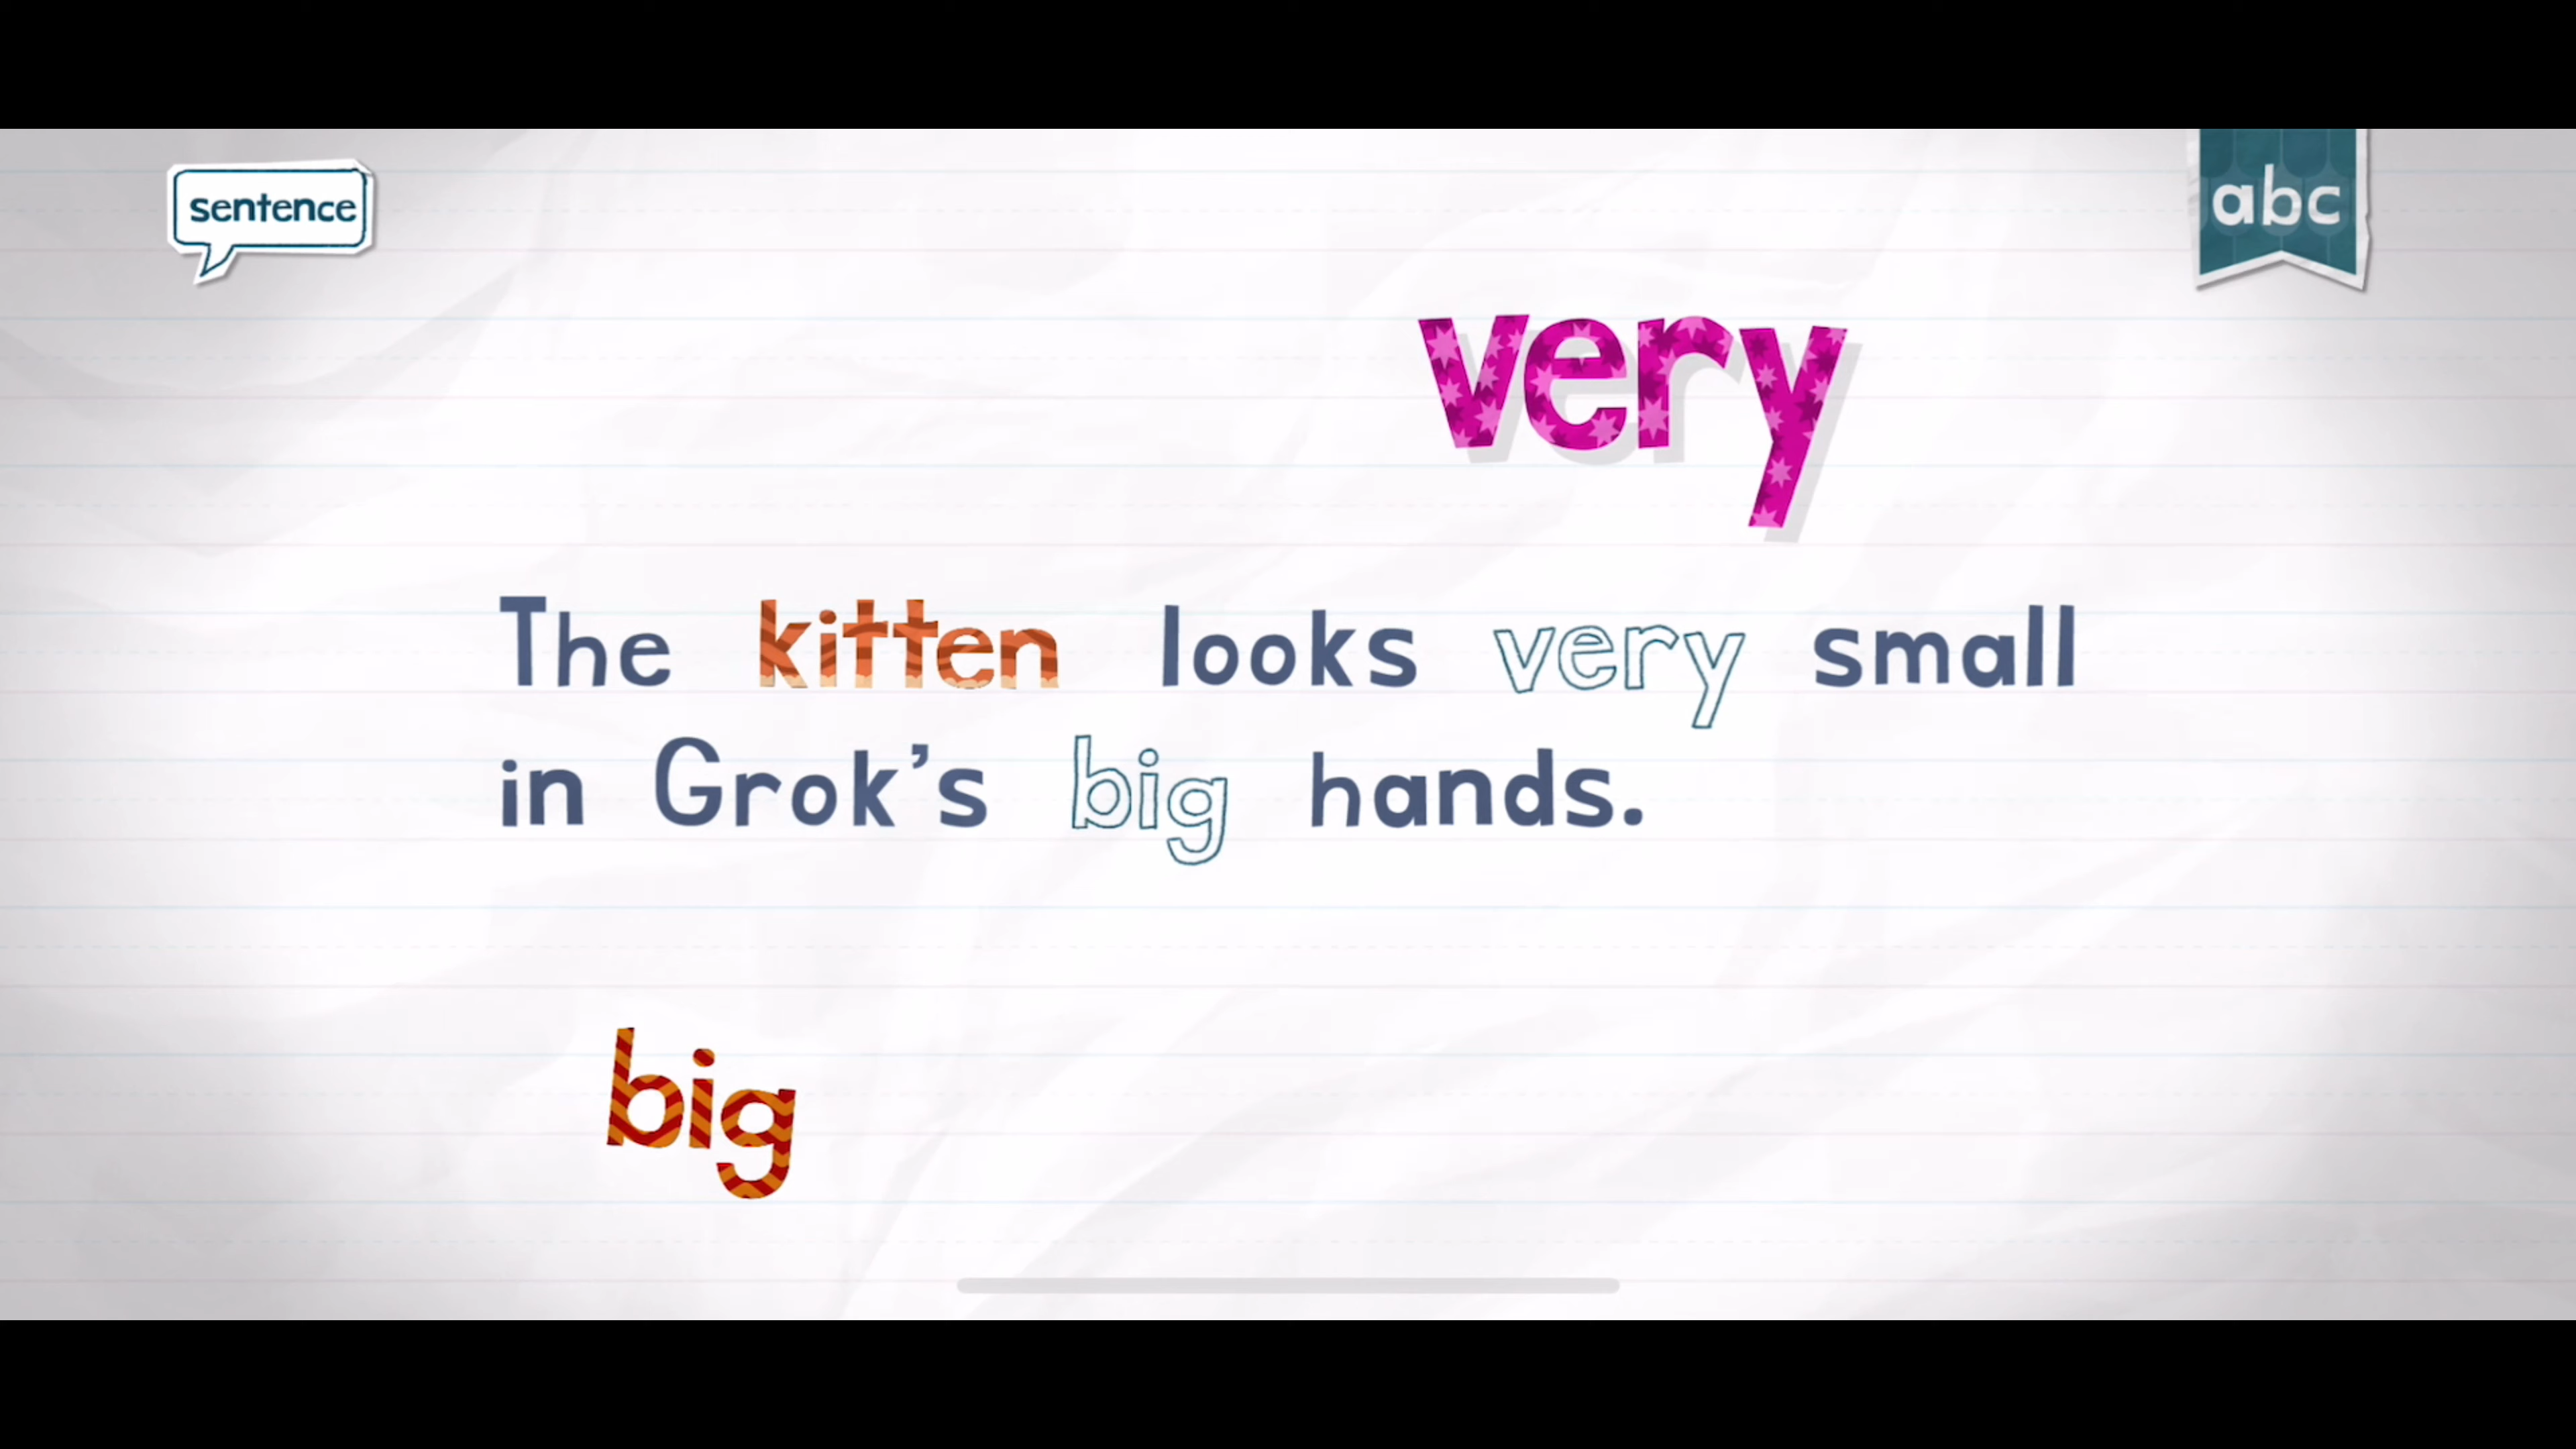 sentence
abc
very
The kitten looks very small
in Grok's big hands.
big